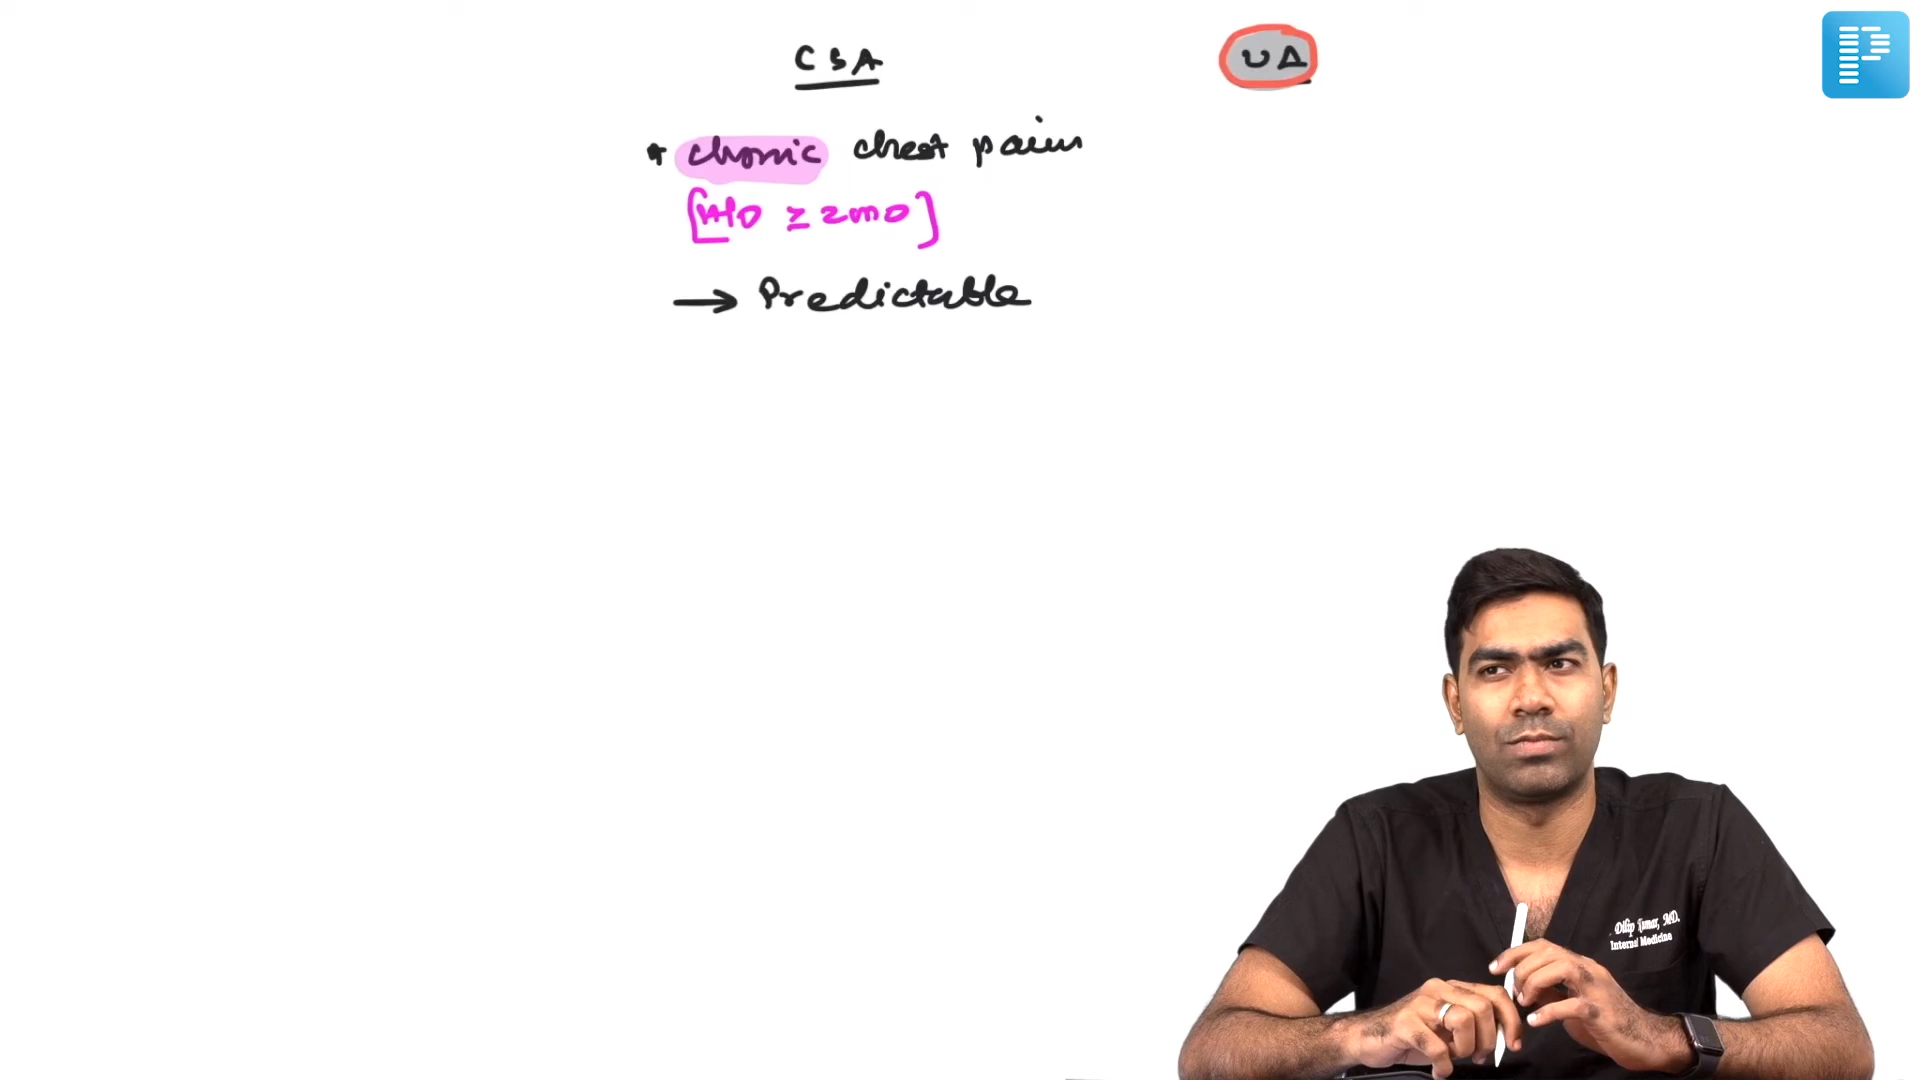 CSA
UA
* chronic chest pain
[H/O ≥ 2mo]
→ Predictable
Dilip Kumar, MD.
Internal Medicine